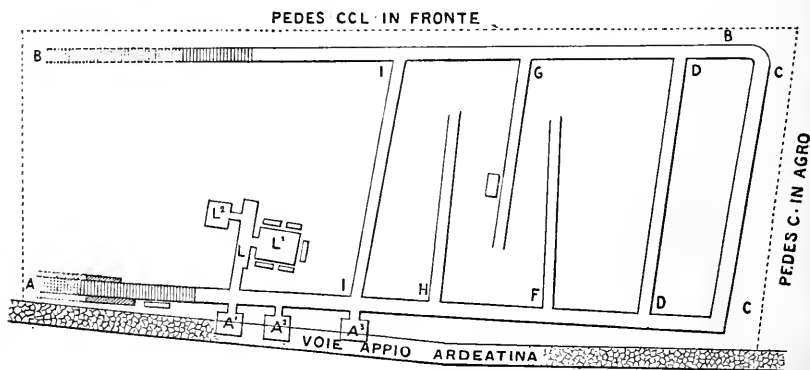 PEDES CCL · IN FRONTE
B
B
I
G
D
C
PEDES C · IN AGRO
L²
L¹
L
A
I
H
F
D
C
A¹
A²
A³
VOIE APPIO ARDEATINA